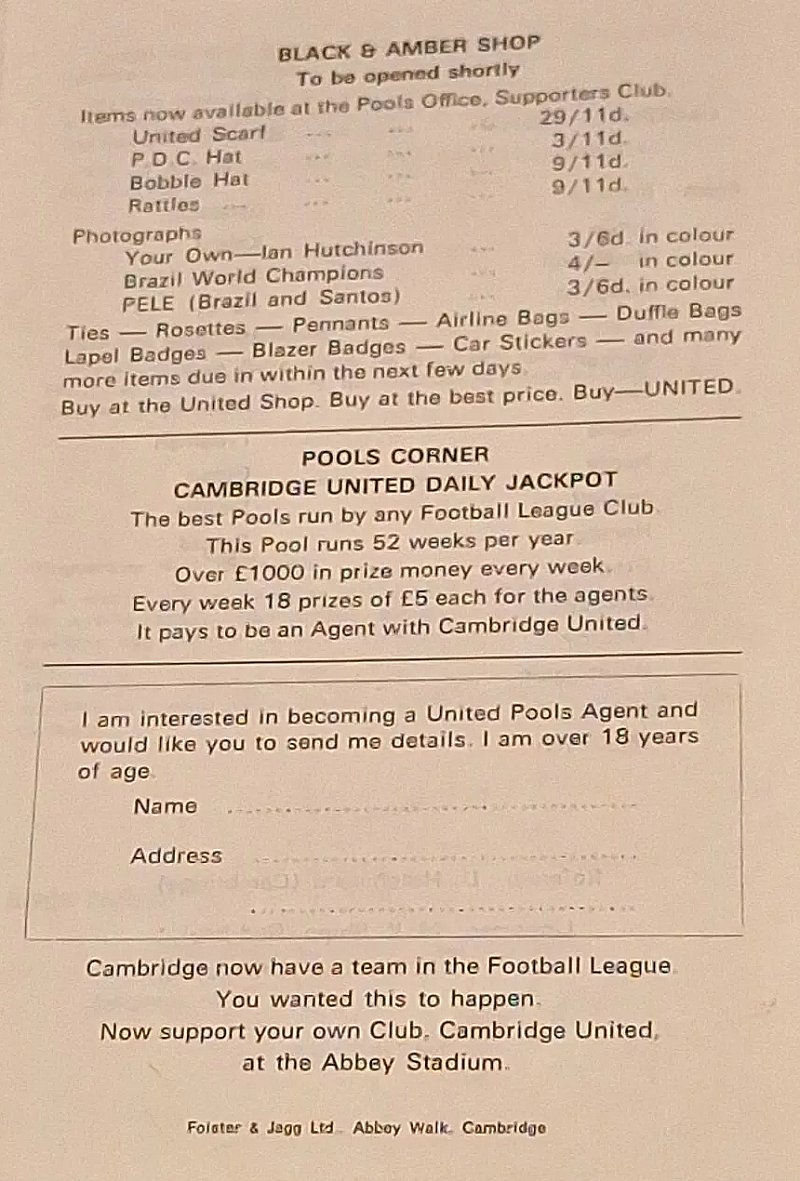 BLACK & AMBER SHOP
To be opened shortly
Items now available at the Pools Office, Supporters Club.
United Scarf ... ... ... 29/11d.
P.D.C. Hat ... ... ... 3/11d.
Bobble Hat ... ... ... 9/11d.
Rattles ... ... ... 9/11d.
Photographs
Your Own—Ian Hutchinson ... 3/6d. in colour
Brazil World Champions ... 4/– in colour
PELE (Brazil and Santos) ... 3/6d. in colour
Ties — Rosettes — Pennants — Airline Bags — Duffle Bags
Lapel Badges — Blazer Badges — Car Stickers — and many
more items due in within the next few days.
Buy at the United Shop. Buy at the best price. Buy—UNITED.
POOLS CORNER
CAMBRIDGE UNITED DAILY JACKPOT
The best Pools run by any Football League Club.
This Pool runs 52 weeks per year.
Over £1000 in prize money every week.
Every week 18 prizes of £5 each for the agents.
It pays to be an Agent with Cambridge United.
I am interested in becoming a United Pools Agent and
would like you to send me details. I am over 18 years
of age.
Name
Address
Cambridge now have a team in the Football League.
You wanted this to happen.
Now support your own Club, Cambridge United,
at the Abbey Stadium.
Foister & Jagg Ltd., Abbey Walk, Cambridge